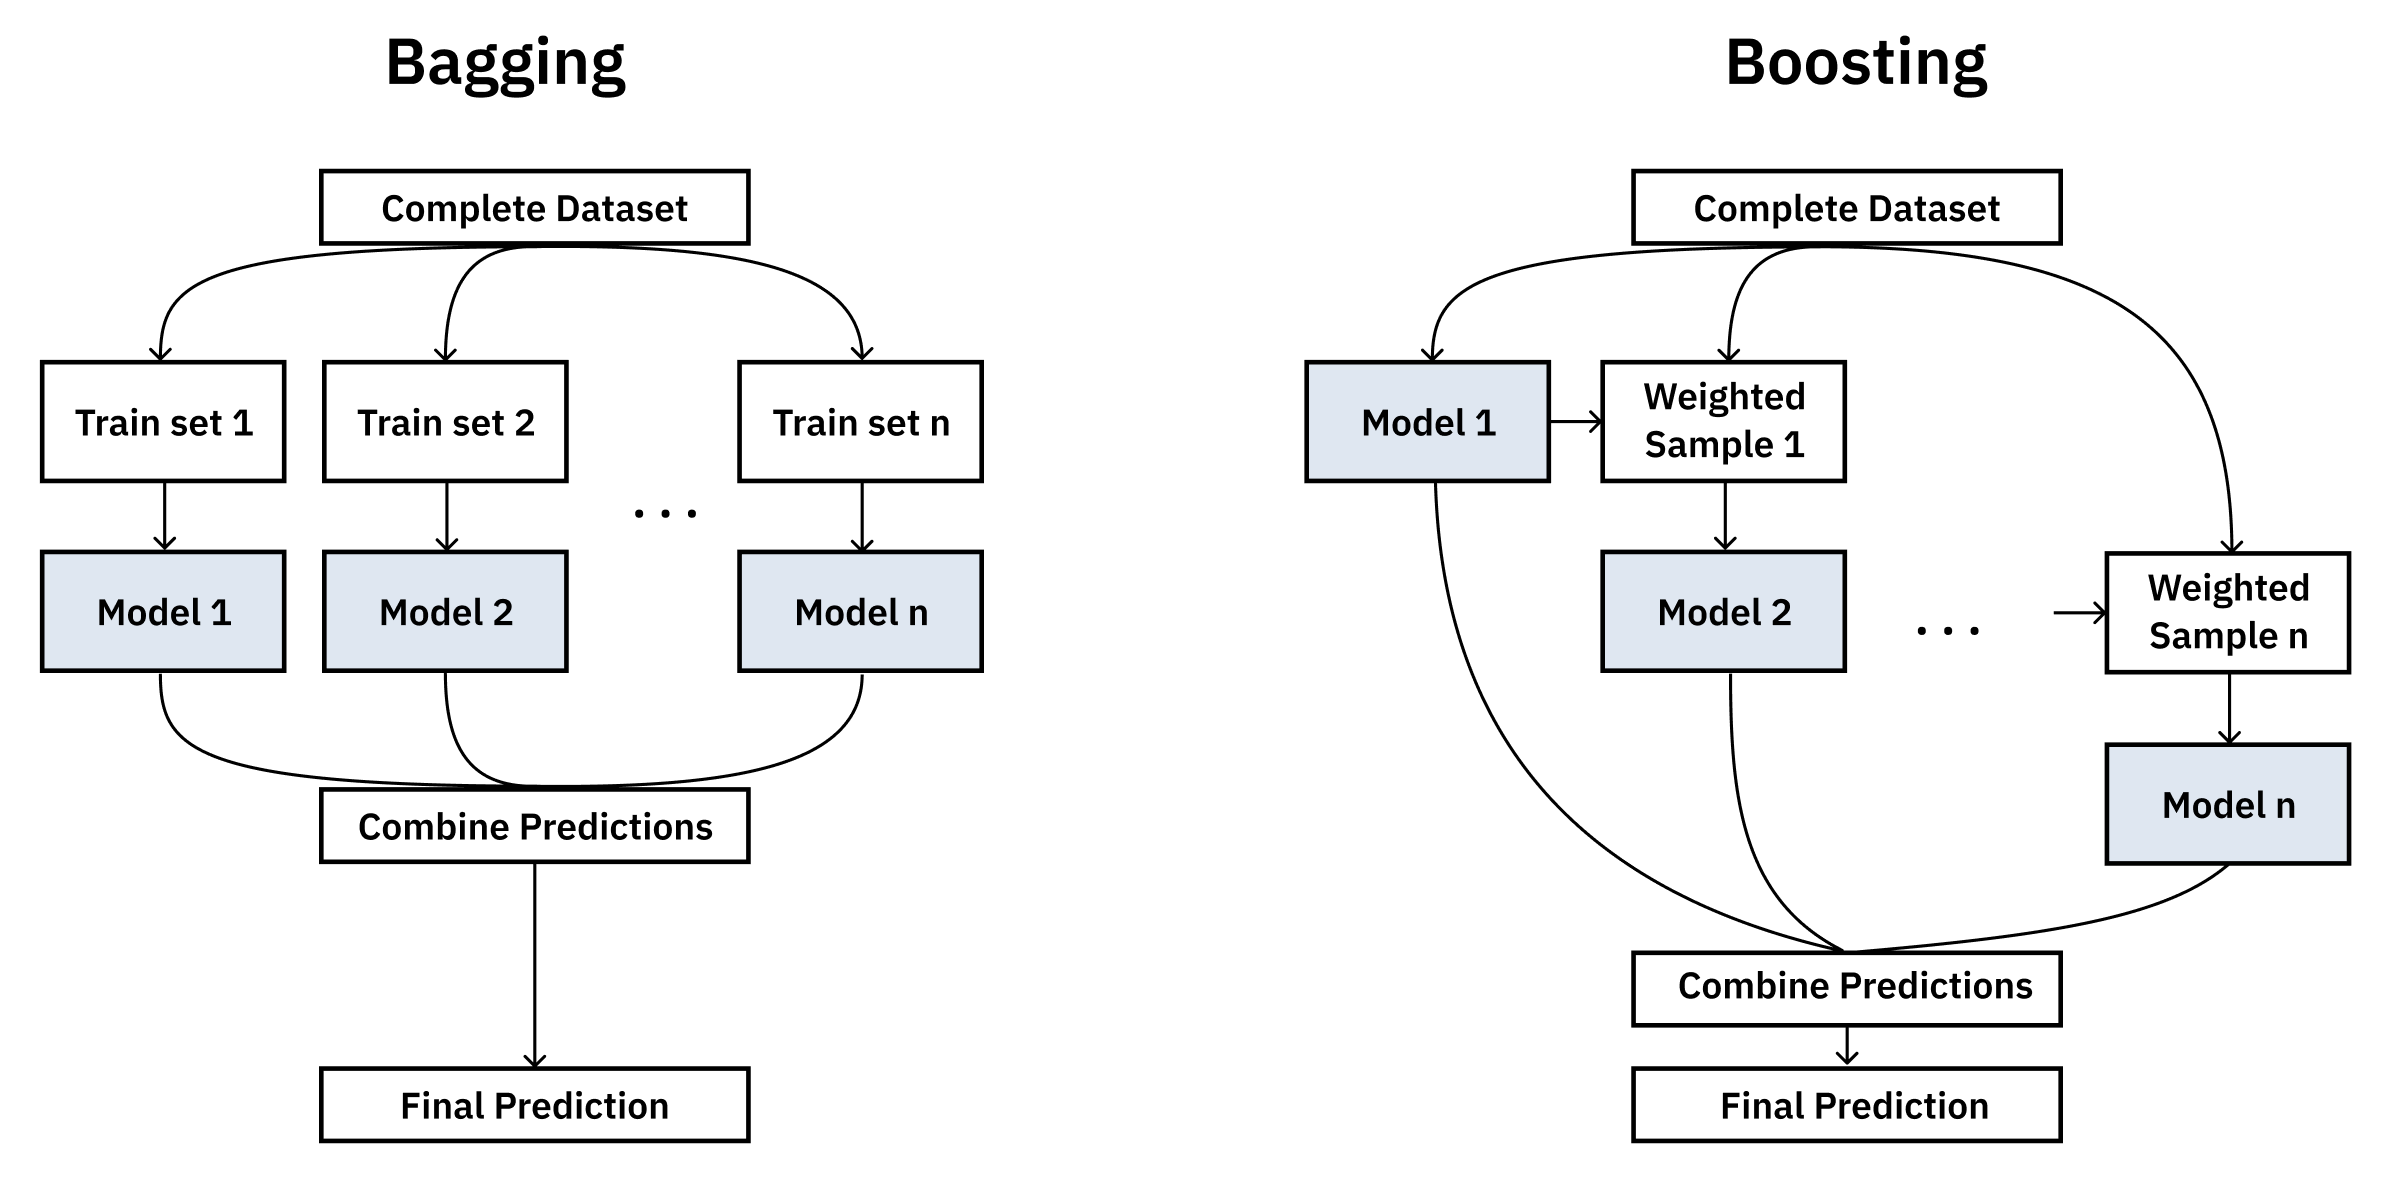 Bagging
Complete Dataset
Train set 1
Train set 2
Train set n
. . .
Model 1
Model 2
Model n
Combine Predictions
Final Prediction
Boosting
Complete Dataset
Model 1
Weighted
Sample 1
Model 2
. . .
Weighted
Sample n
Model n
Combine Predictions
Final Prediction